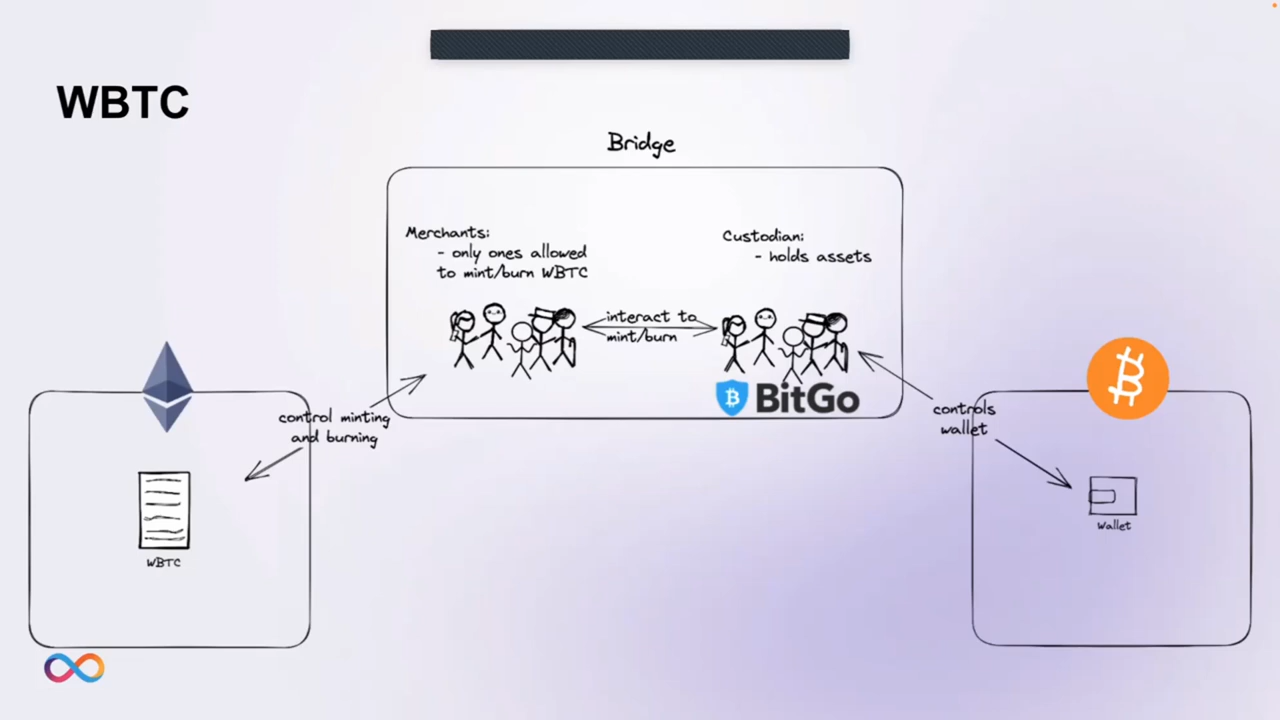 WBTC
Bridge
Merchants:
- only ones allowed
to mint/burn WBTC
Custodian:
- holds assets
interact to
mint/burn
BitGo
control minting
and burning
controls
wallet
WBTC
Wallet